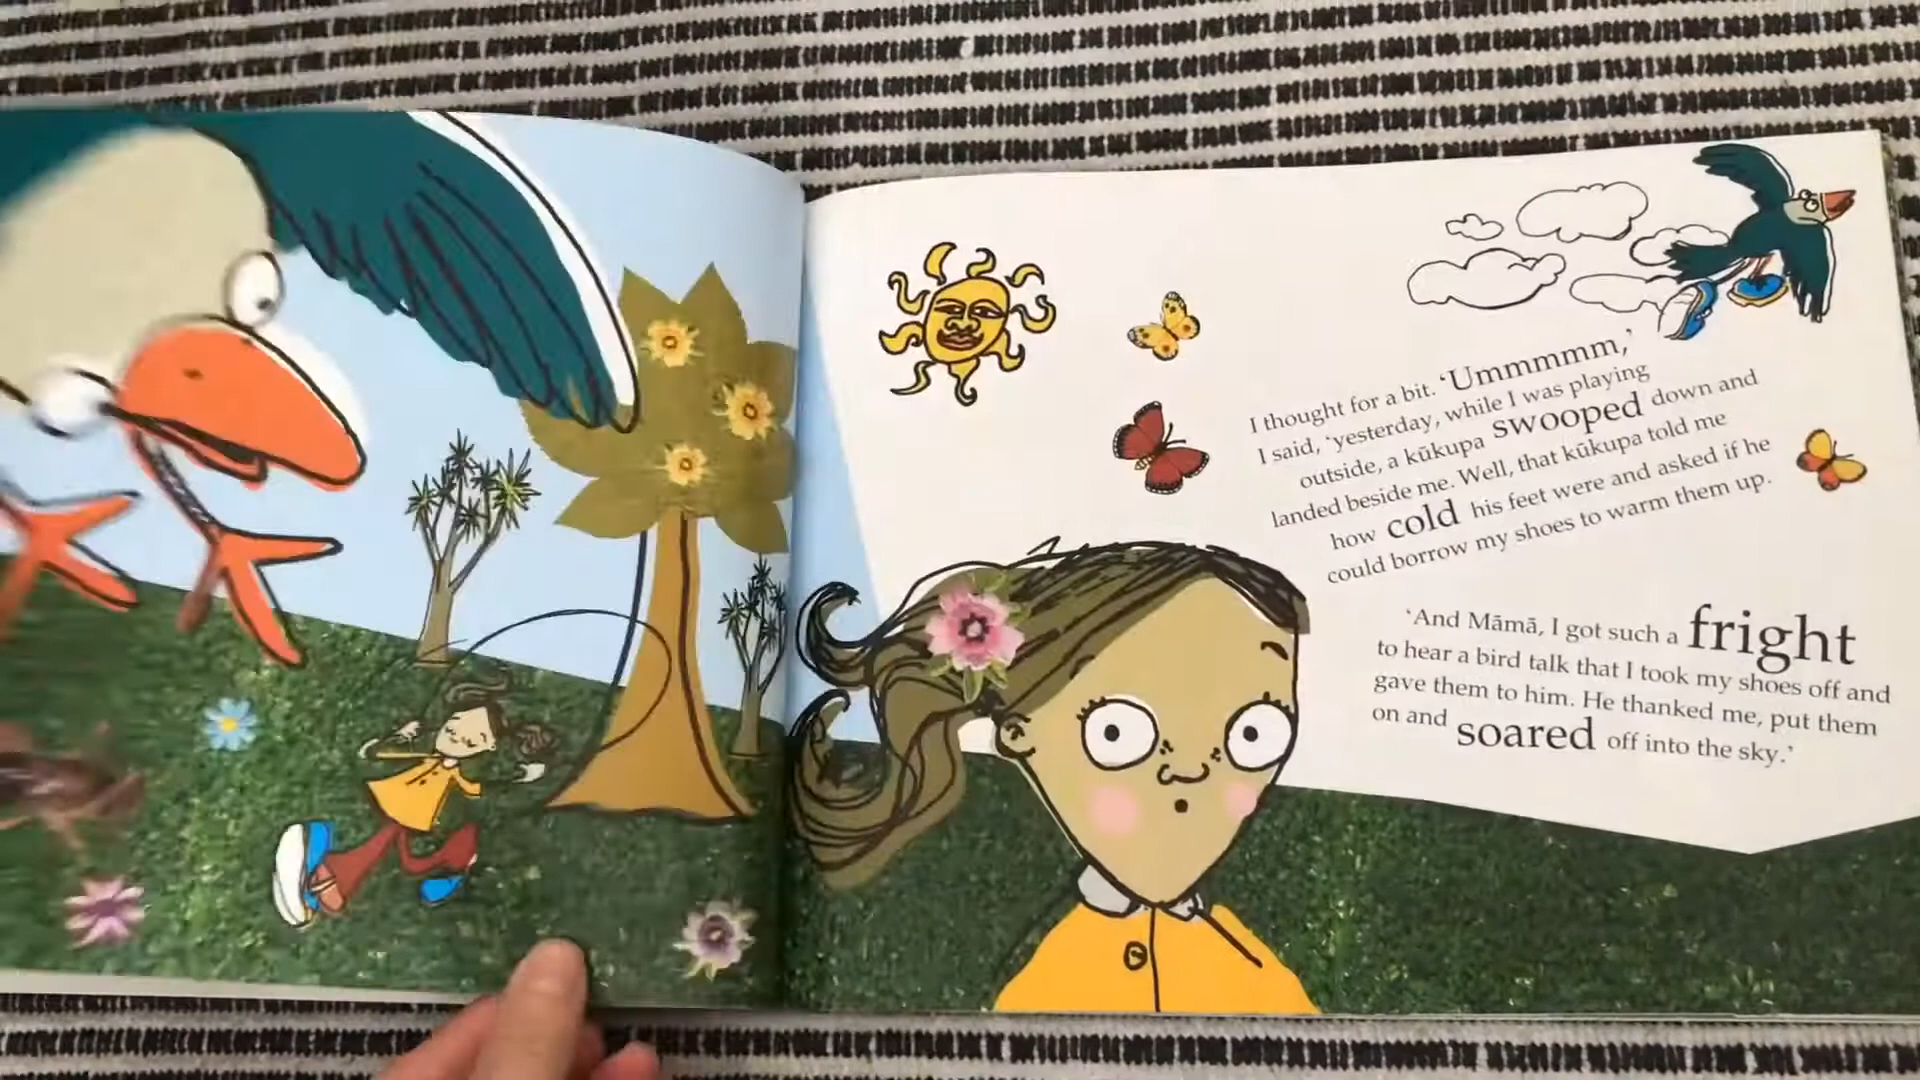 I thought for a bit. ‘Ummmmm,’
I said, ‘yesterday, while I was playing
outside, a kūkupa swooped down and
landed beside me. Well, that kūkupa told me
how cold his feet were and asked if he
could borrow my shoes to warm them up.
‘And Māmā, I got such a fright
to hear a bird talk that I took my shoes off and
gave them to him. He thanked me, put them
on and soared off into the sky.’